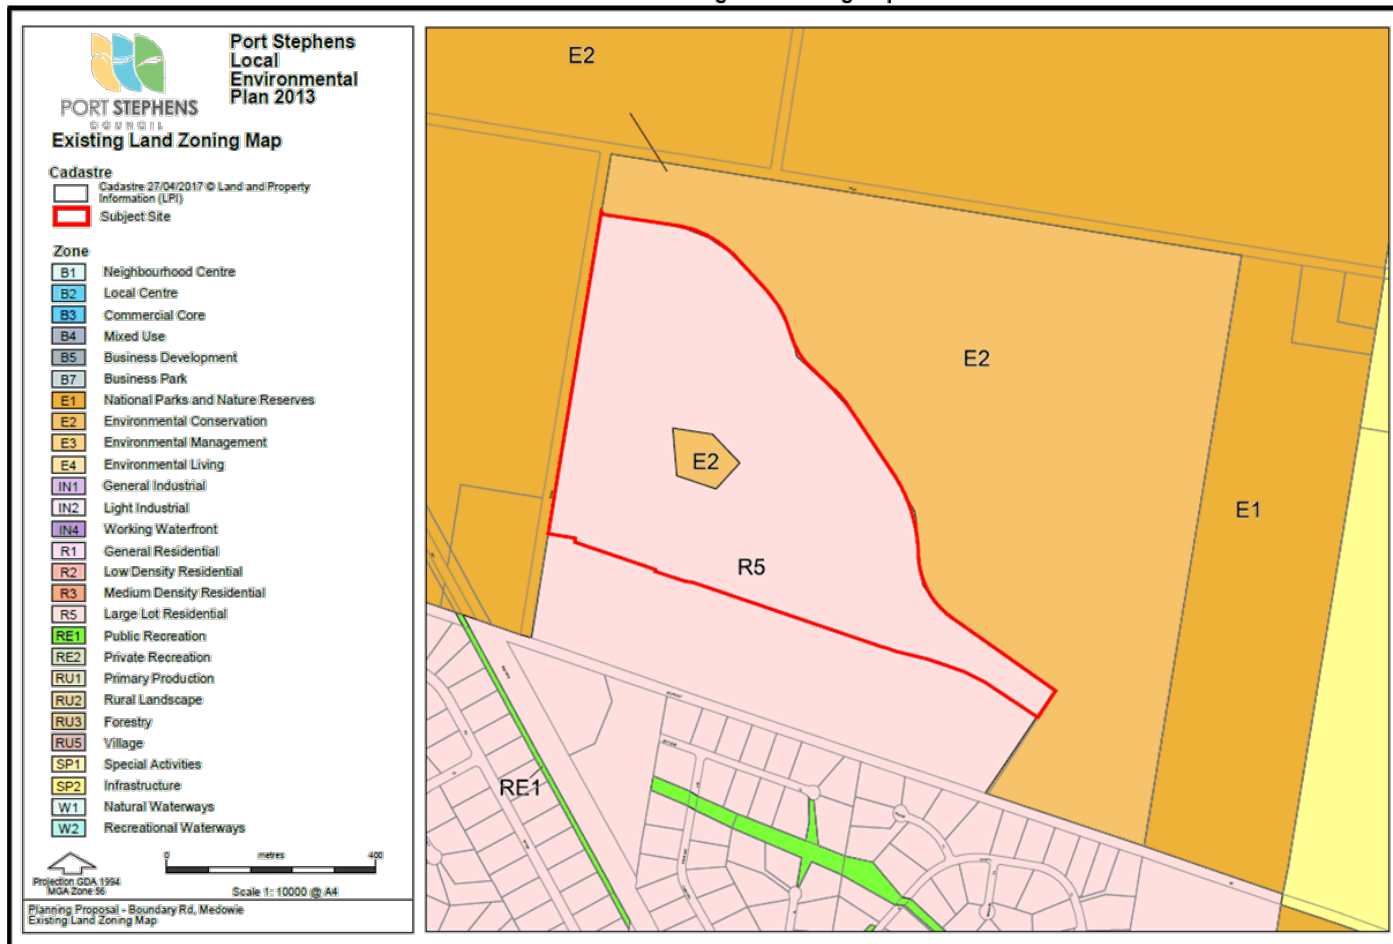 Port Stephens
Local
Environmental
Plan 2013
PORT STEPHENS
COUNCIL
Existing Land Zoning Map
Cadastre
Cadastre 27/04/2017 © Land and Property
Information (LPI)
Subject Site
Zone
B1 Neighbourhood Centre
B2 Local Centre
B3 Commercial Core
B4 Mixed Use
B5 Business Development
B7 Business Park
E1 National Parks and Nature Reserves
E2 Environmental Conservation
E3 Environmental Management
E4 Environmental Living
IN1 General Industrial
IN2 Light Industrial
IN4 Working Waterfront
R1 General Residential
R2 Low Density Residential
R3 Medium Density Residential
R5 Large Lot Residential
RE1 Public Recreation
RE2 Private Recreation
RU1 Primary Production
RU2 Rural Landscape
RU3 Forestry
RU5 Village
SP1 Special Activities
SP2 Infrastructure
W1 Natural Waterways
W2 Recreational Waterways
0 metres 400
Projection GDA 1994
MGA Zone 56
Scale 1: 10000 @ A4
Planning Proposal - Boundary Rd, Medowie
Existing Land Zoning Map
E2
E2
E2
E1
R5
RE1